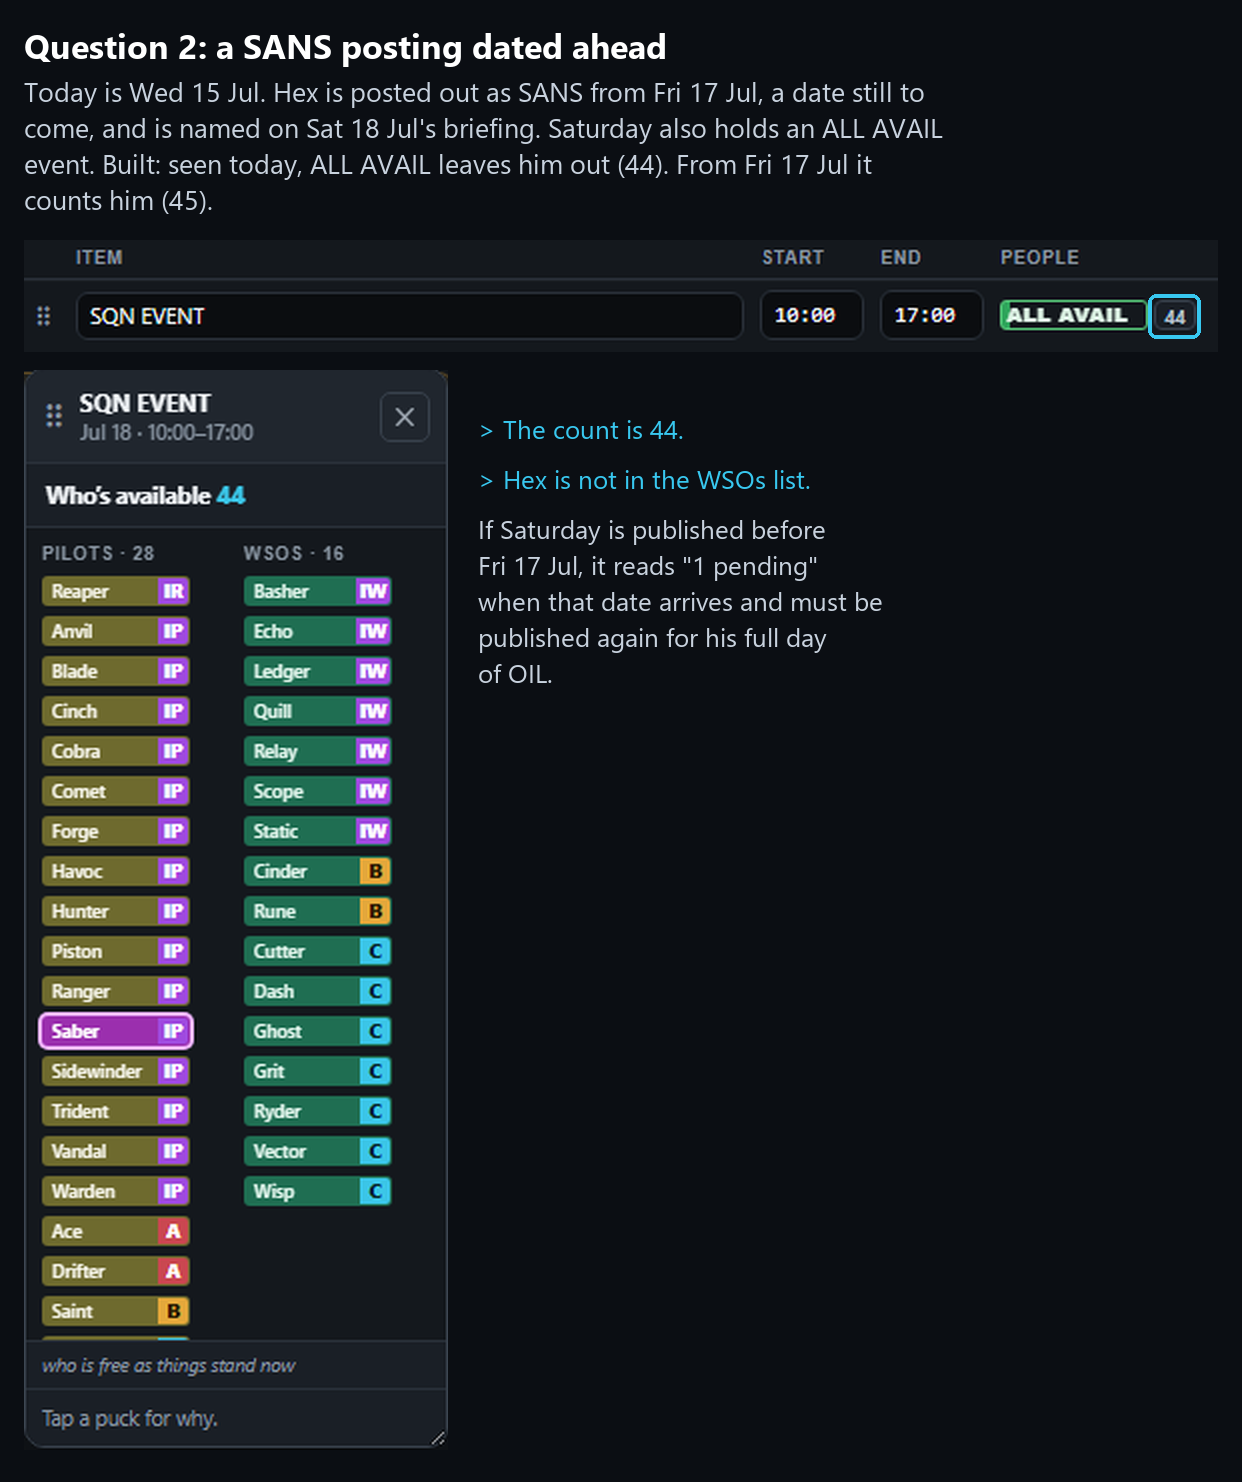 Question 2: a SANS posting dated ahead
Today is Wed 15 Jul. Hex is posted out as SANS from Fri 17 Jul, a date still to
come, and is named on Sat 18 Jul's briefing. Saturday also holds an ALL AVAIL
event. Built: seen today, ALL AVAIL leaves him out (44). From Fri 17 Jul it
counts him (45).
ITEM START END PEOPLE
SQN EVENT 10:00 17:00 ALL AVAIL 44
SQN EVENT
Jul 18 · 10:00–17:00
Who's available 44
PILOTS · 28 WSOS · 16
Reaper IR Basher IW
Anvil IP Echo IW
Blade IP Ledger IW
Cinch IP Quill IW
Cobra IP Relay IW
Comet IP Scope IW
Forge IP Static IW
Havoc IP Cinder B
Hunter IP Rune B
Piston IP Cutter C
Ranger IP Dash C
Saber IP Ghost C
Sidewinder IP Grit C
Trident IP Ryder C
Vandal IP Vector C
Warden IP Wisp C
Ace A
Drifter A
Saint B
who is free as things stand now
Tap a puck for why.
> The count is 44.
> Hex is not in the WSOs list.
If Saturday is published before
Fri 17 Jul, it reads "1 pending"
when that date arrives and must be
published again for his full day
of OIL.